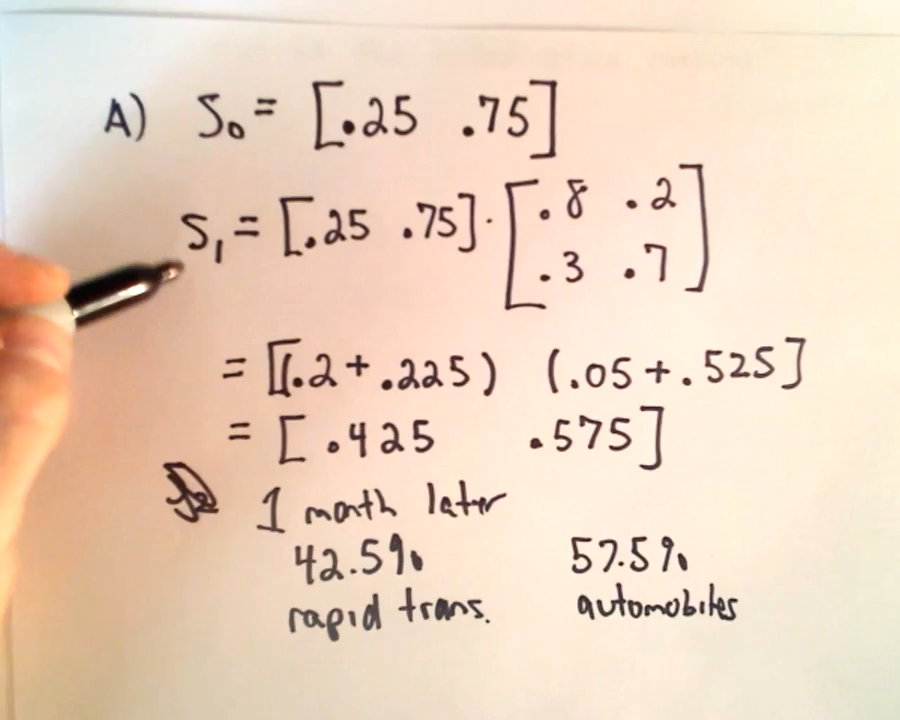 A) S₀ = [.25 .75]
S₁ = [.25 .75] · [.8 .2
.3 .7]
= [(.2 + .225) (.05 + .525]
= [.425 .575]
1 month later
42.5% 57.5%
rapid trans. automobiles